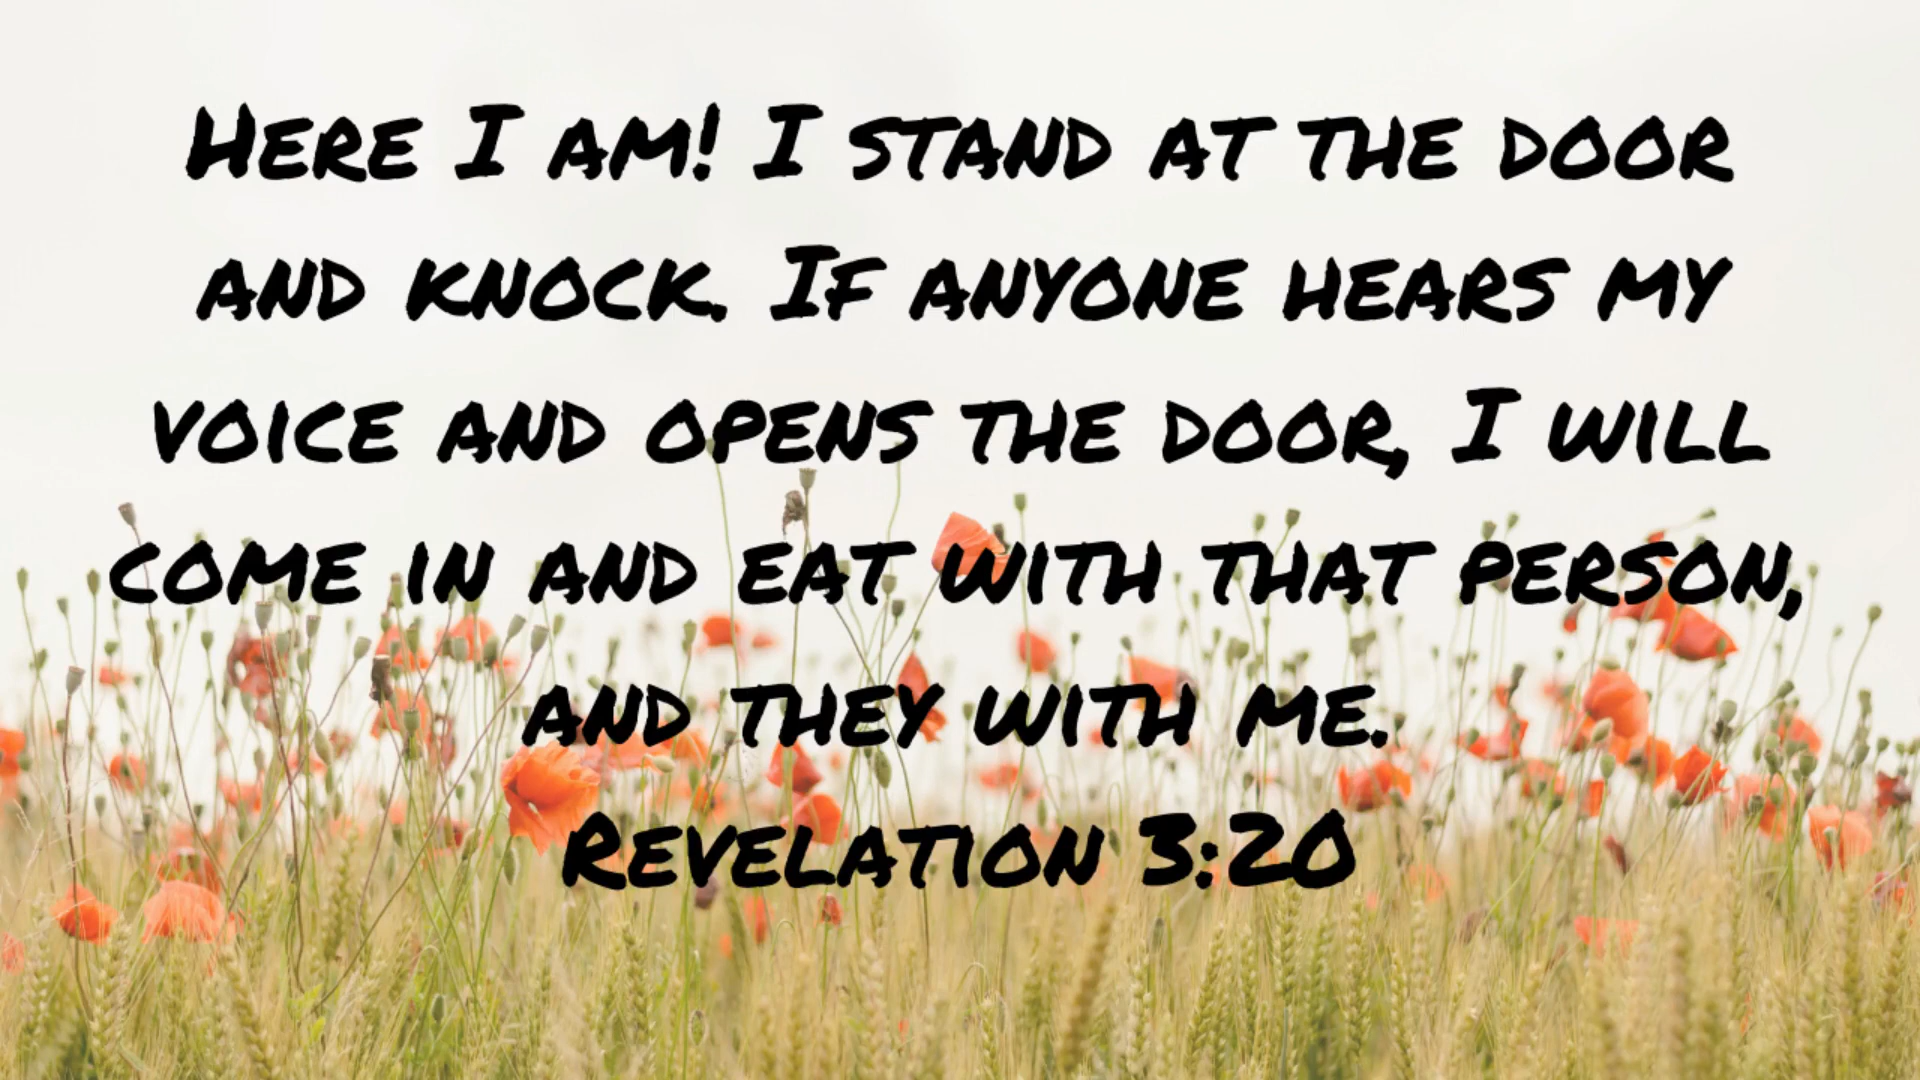 Here I am! I stand at the door
and knock. If anyone hears my
voice and opens the door, I will
come in and eat with that person,
and they with me.
Revelation 3:20